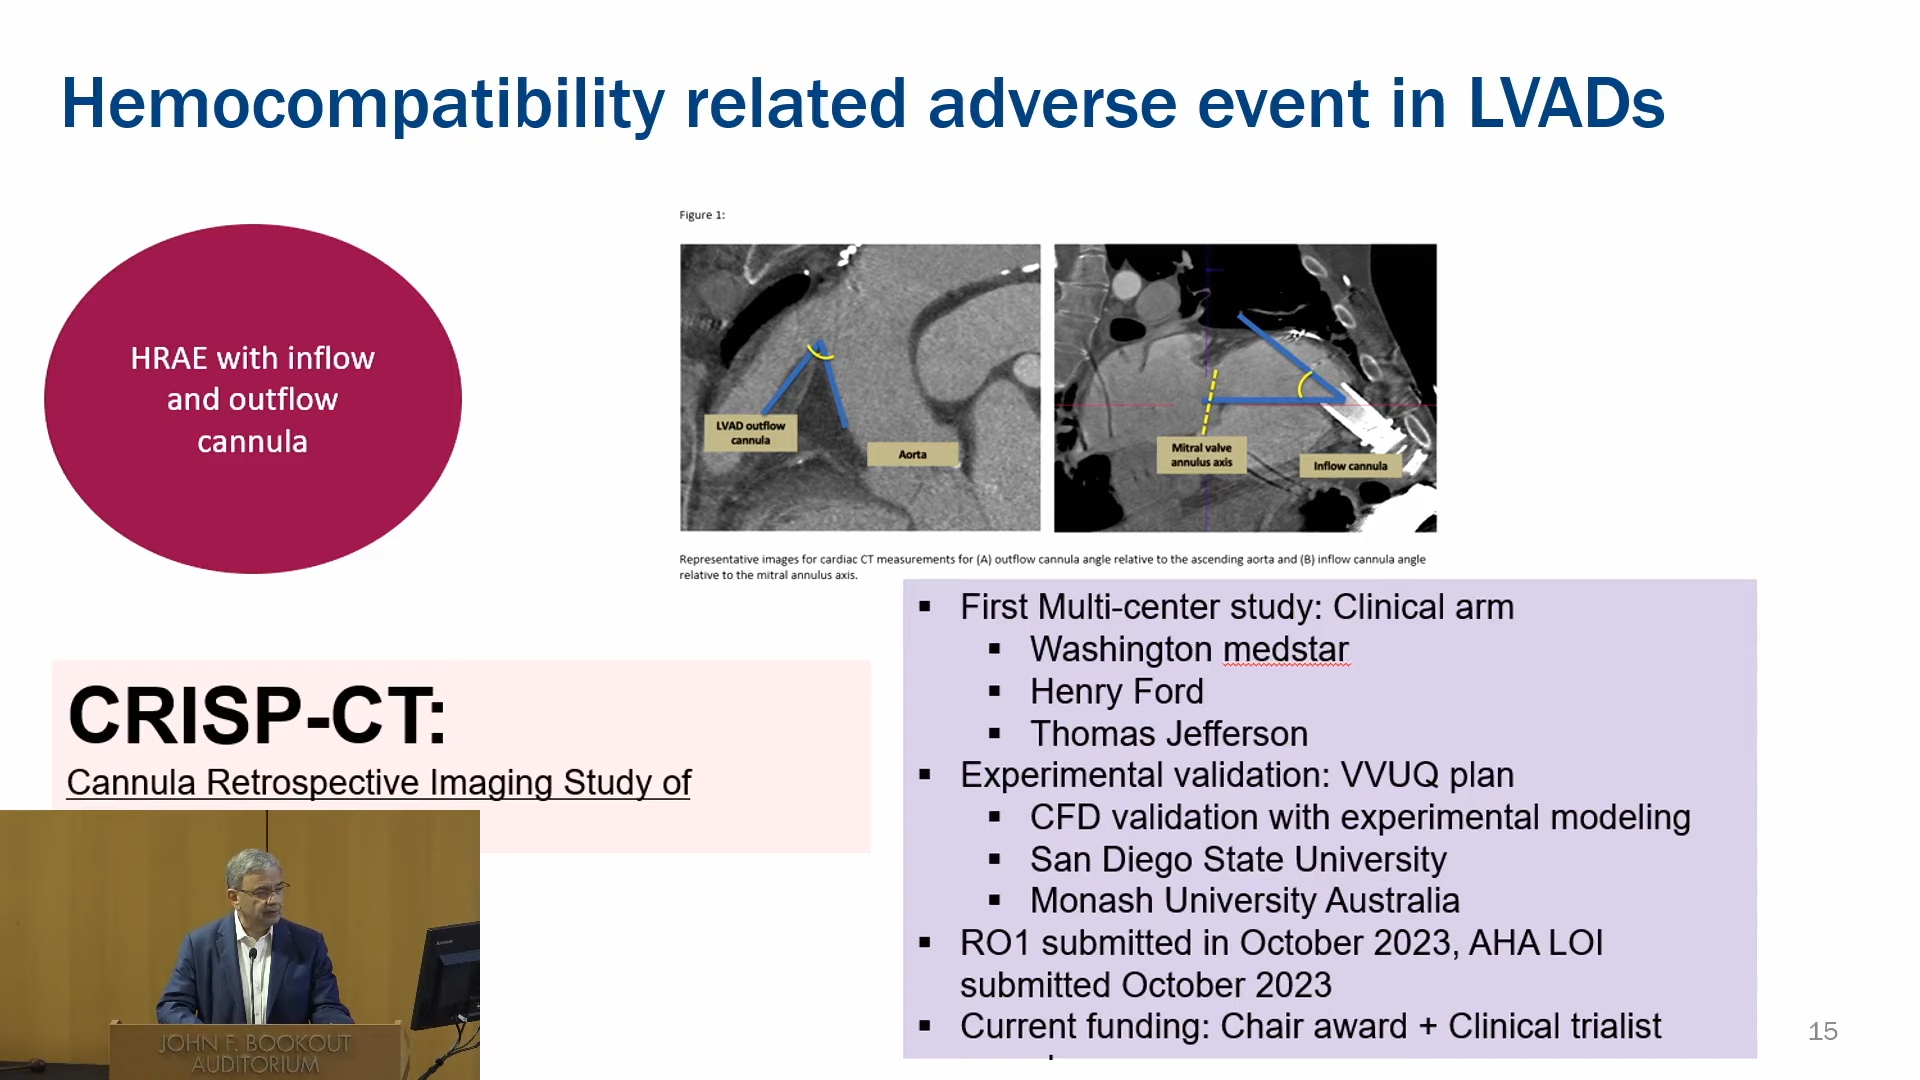 Hemocompatibility related adverse event in LVADs
Figure 1:
HRAE with inflow
and outflow
cannula
LVAD outflow
cannula
Aorta
Mitral valve
annulus axis
Inflow cannula
Representative images for cardiac CT measurements for (A) outflow cannula angle relative to the ascending aorta and (B) inflow cannula angle
relative to the mitral annulus axis.
CRISP-CT:
Cannula Retrospective Imaging Study of
▪ First Multi-center study: Clinical arm
▪ Washington medstar
▪ Henry Ford
▪ Thomas Jefferson
▪ Experimental validation: VVUQ plan
▪ CFD validation with experimental modeling
▪ San Diego State University
▪ Monash University Australia
▪ RO1 submitted in October 2023, AHA LOI
submitted October 2023
▪ Current funding: Chair award + Clinical trialist
15
JOHN F. BOOKOUT
AUDITORIUM